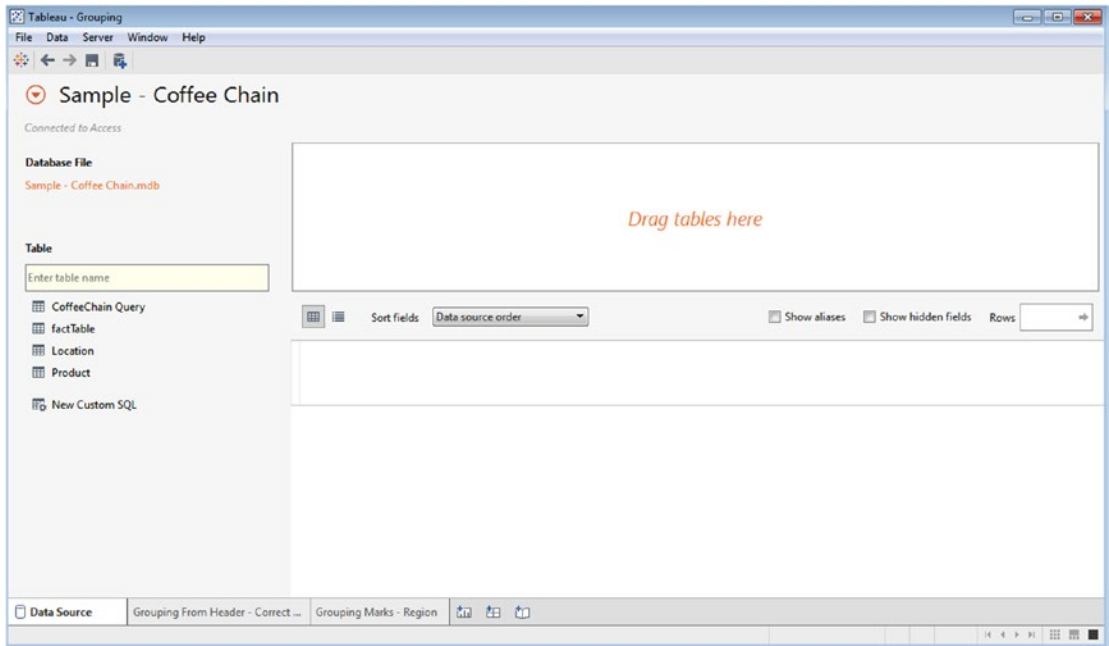 Tableau - Grouping
File Data Server Window Help
Sample - Coffee Chain
Connected to Access
Database File
Sample - Coffee Chain.mdb
Drag tables here
Table
Enter table name
CoffeeChain Query
factTable
Location
Product
New Custom SQL
Sort fields Data source order Show aliases Show hidden fields Rows
Data Source Grouping From Header - Correct ... Grouping Marks - Region